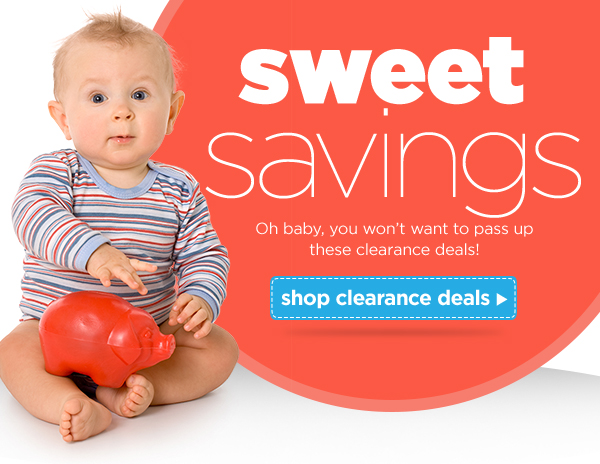 sweet
savings
Oh baby, you won't want to pass up
these clearance deals!
shop clearance deals ▸